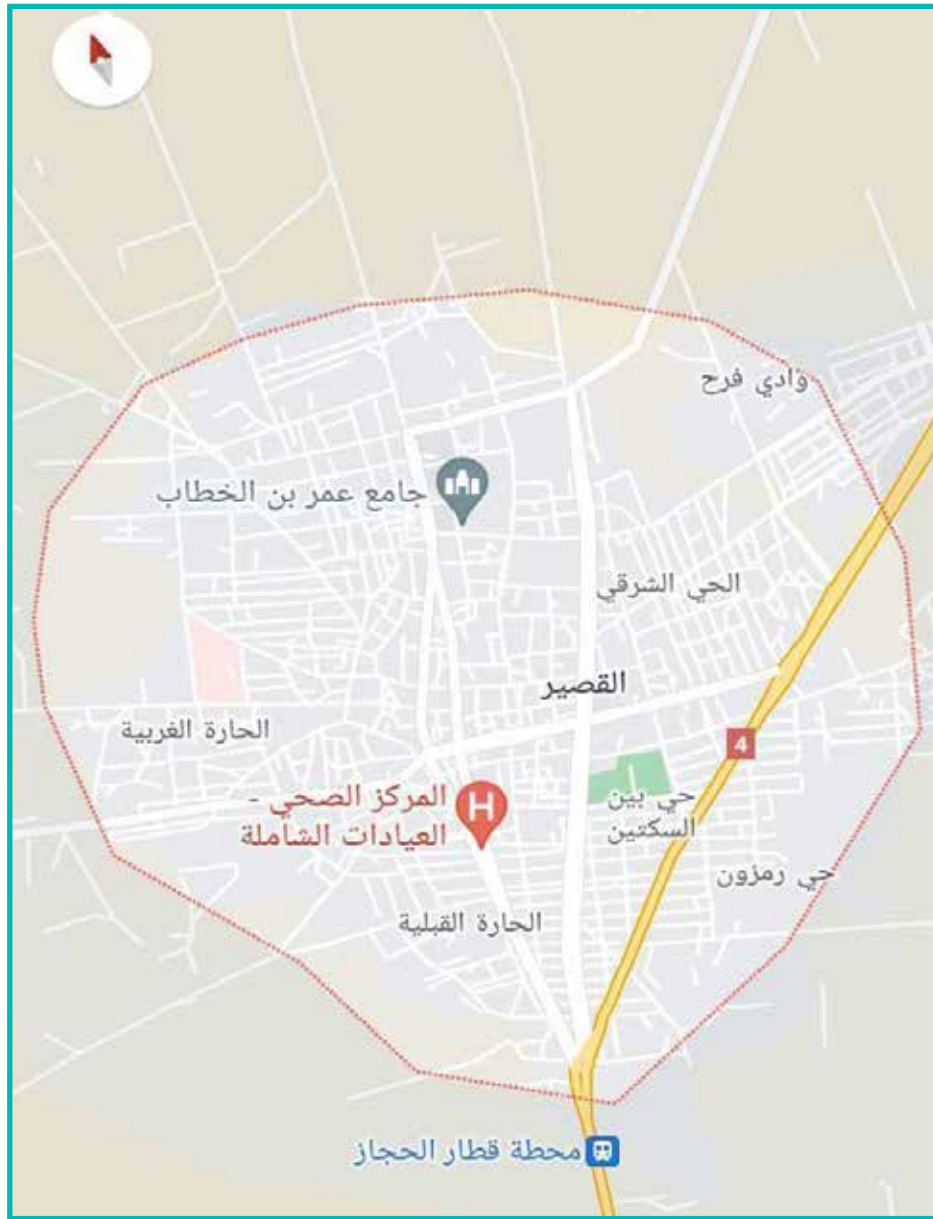 وادي فرح
جامع عمر بن الخطاب
الحي الشرقي
القصير
الحارة الغربية
4
المركز الصحي -
العيادات الشاملة
H
حي بين
السكتين
حي رمزون
الحارة القبلية
محطة قطار الحجاز